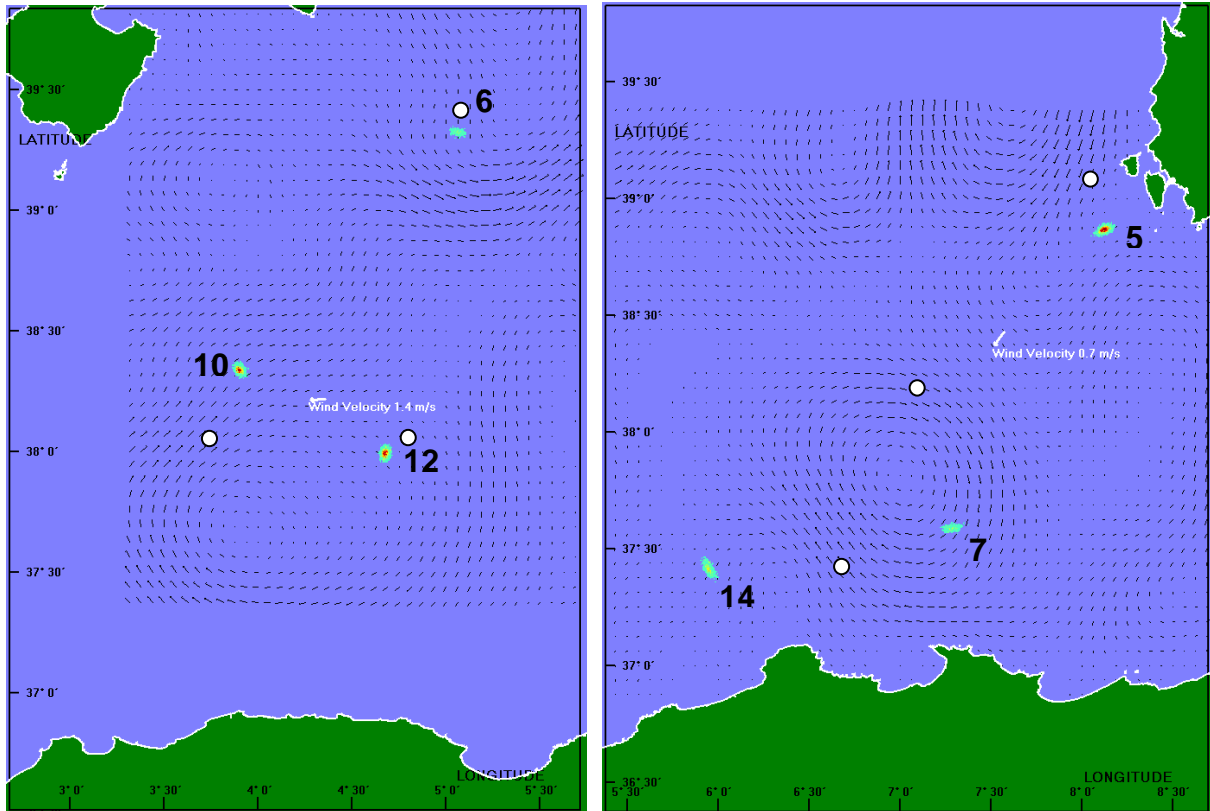 6
39° 30´
LATITUDE
39° 0´
38° 30´
10
Wind Velocity 1.4 m/s
38° 0´
12
37° 30´
37° 0´
LONGITUDE
3° 0´ 3° 30´ 4° 0´ 4° 30´ 5° 0´ 5° 30´
39° 30´
LATITUDE
39° 0´
5
38° 30´
Wind Velocity 0.7 m/s
38° 0´
7
37° 30´
14
37° 0´
LONGITUDE
36° 30´
5° 30´ 6° 0´ 6° 30´ 7° 0´ 7° 30´ 8° 0´ 8° 30´